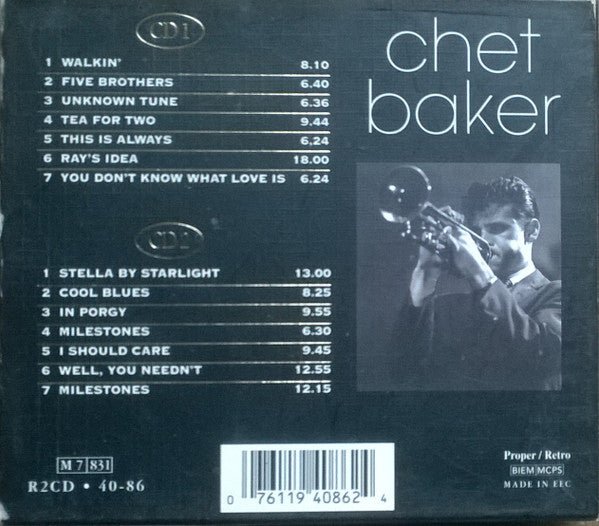 CD 1
1 WALKIN' 8.10
2 FIVE BROTHERS 6.40
3 UNKNOWN TUNE 6.36
4 TEA FOR TWO 9.44
5 THIS IS ALWAYS 6,24
6 RAY'S IDEA 18.00
7 YOU DON'T KNOW WHAT LOVE IS 6.24
CD 2
1 STELLA BY STARLIGHT 13.00
2 COOL BLUES 8.25
3 IN PORGY 9.55
4 MILESTONES 6.30
5 I SHOULD CARE 9.45
6 WELL, YOU NEEDN'T 12.55
7 MILESTONES 12.15
chet
baker
M 7 831
R2CD • 40-86
0 76119 40862 4
Proper / Retro
BIEM MCPS
MADE IN EEC